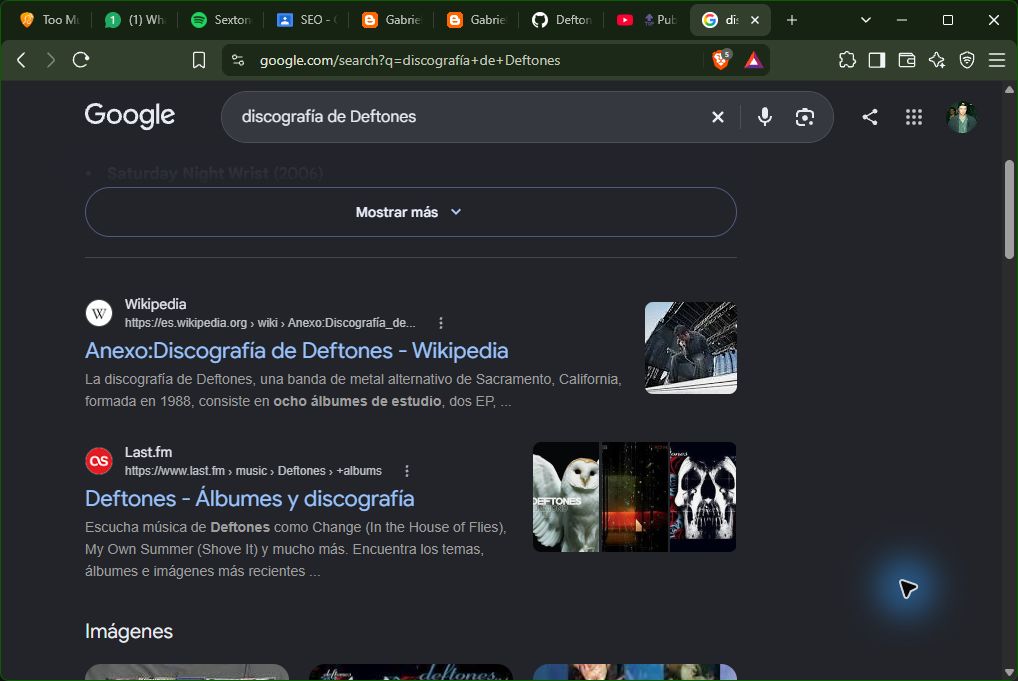 Too Mu
(1) Wh
Sexton
SEO - 
Gabrie
Gabrie
Defton
Pub
dis
google.com/search?q=discografía+de+Deftones
5
Google
discografía de Deftones
• Saturday Night Wrist (2006)
Mostrar más
W
Wikipedia
https://es.wikipedia.org › wiki › Anexo:Discografía_de...
Anexo:Discografía de Deftones - Wikipedia
La discografía de Deftones, una banda de metal alternativo de Sacramento, California,
formada en 1988, consiste en ocho álbumes de estudio, dos EP, ...
Last.fm
https://www.last.fm › music › Deftones › +albums
Deftones - Álbumes y discografía
DEFTONES
Escucha música de Deftones como Change (In the House of Flies),
My Own Summer (Shove It) y mucho más. Encuentra los temas,
álbumes e imágenes más recientes ...
Imágenes
deftones